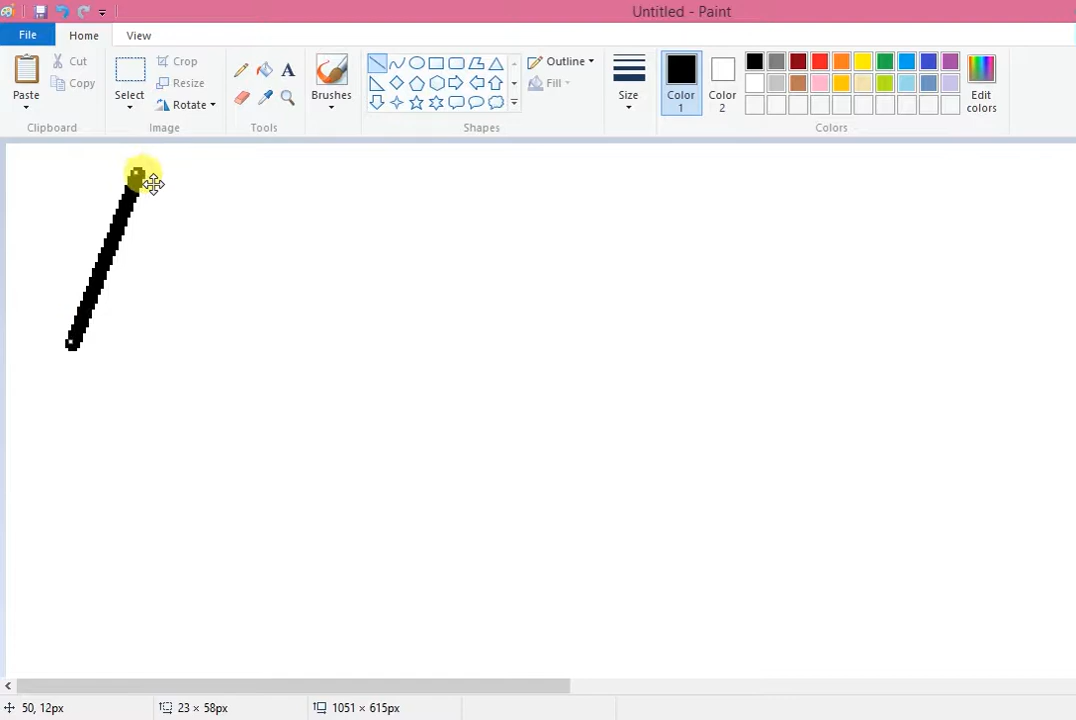 Untitled - Paint
File Home View
Paste
Cut
Copy
Clipboard
Select
Crop
Resize
Rotate
Image
A
Tools
Brushes
Outline
Fill
Shapes
Size
Color
1
Color
2
Edit
colors
Colors
50, 12px
23 × 58px
1051 × 615px